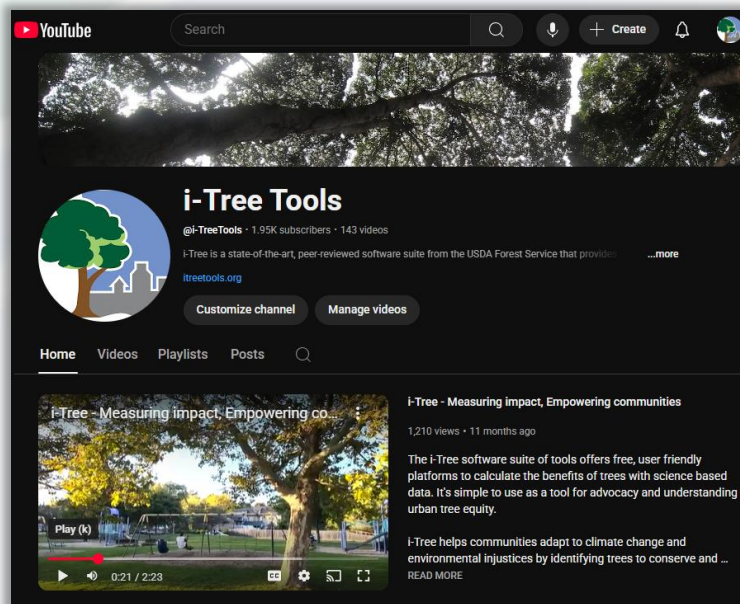 YouTube
Search
Create
i-Tree Tools
@i-TreeTools · 1.95K subscribers · 143 videos
i-Tree is a state-of-the-art, peer-reviewed software suite from the USDA Forest Service that provides ...more
itreetools.org
Customize channel Manage videos
Home Videos Playlists Posts
i-Tree - Measuring impact, Empowering co...
Play (k)
0:21 / 2:23
CC
i-Tree - Measuring impact, Empowering communities
1,210 views · 11 months ago
The i-Tree software suite of tools offers free, user friendly
platforms to calculate the benefits of trees with science based
data. It's simple to use as a tool for advocacy and understanding
urban tree equity.
i-Tree helps communities adapt to climate change and
environmental injustices by identifying trees to conserve and ...
READ MORE